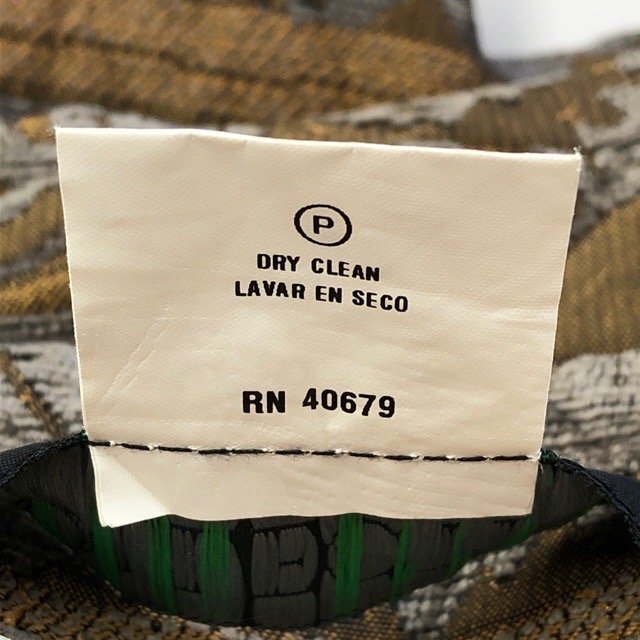 P
DRY CLEAN
LAVAR EN SECO
RN 40679